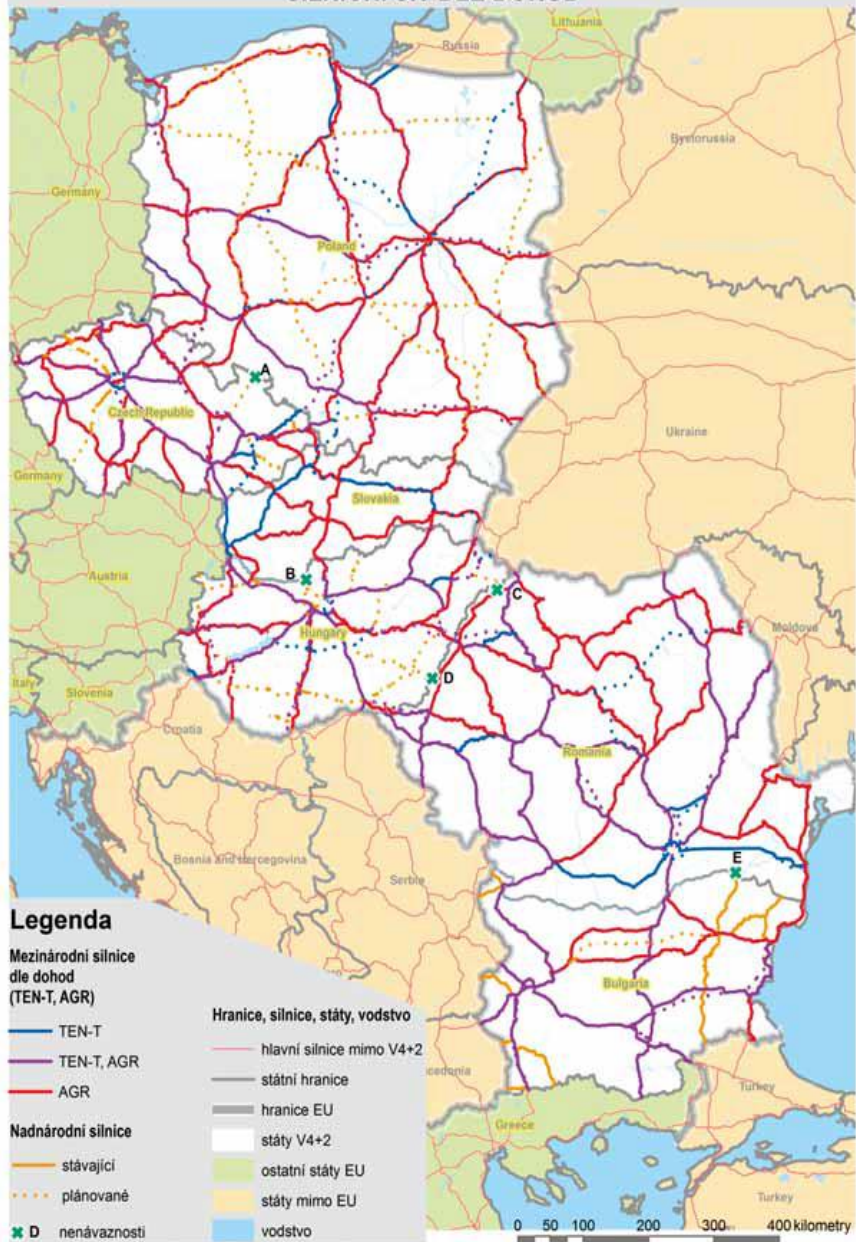 Lithuania
Russia
Byelorussia
Germany
Poland
A
Czech Republic
Ukraine
Germany
Slovakia
Austria
B
C
Hungary
Moldova
D
Italy
Slovenia
Croatia
Romania
Bosnia and Hercegovina
Serbia
E
Bulgaria
Turkey
Greece
Turkey
Legenda
Mezinárodní silnice
dle dohod
(TEN-T, AGR)
TEN-T
TEN-T, AGR
AGR
Nadnárodní silnice
stávající
plánované
D nenávaznosti
Hranice, silnice, státy, vodstvo
hlavní silnice mimo V4+2
státní hranice
hranice EU
státy V4+2
ostatní státy EU
státy mimo EU
vodstvo
0 50 100 200 300 400 kilometry